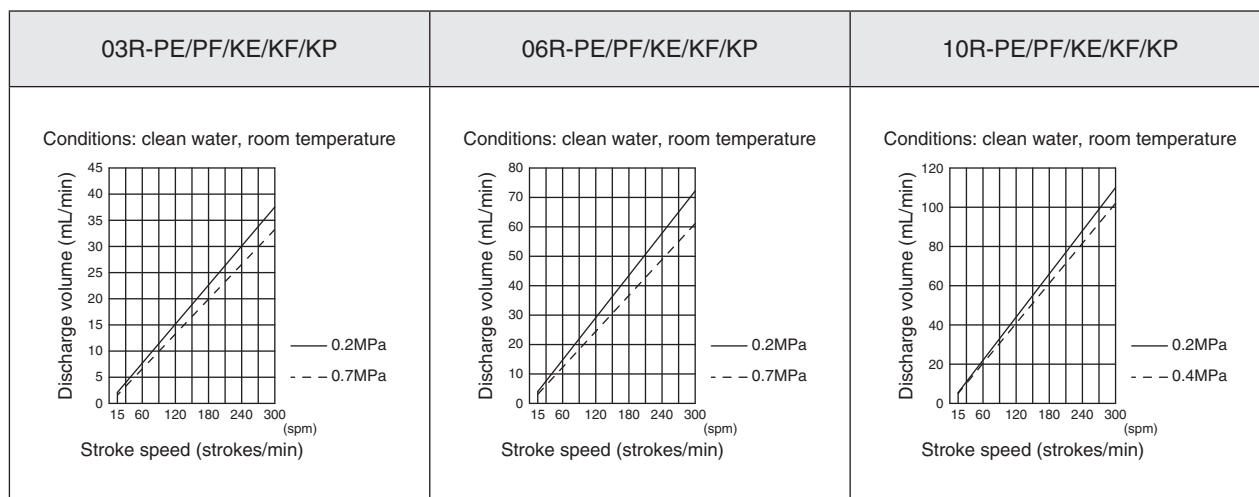 03R-PE/PF/KE/KF/KP
Conditions: clean water, room temperature
Discharge volume (mL/min)
45
40
35
30
25
20
15
10
5
0
15 60 120 180 240 300
(spm)
Stroke speed (strokes/min)
0.2MPa
0.7MPa
06R-PE/PF/KE/KF/KP
Conditions: clean water, room temperature
Discharge volume (mL/min)
80
70
60
50
40
30
20
10
0
15 60 120 180 240 300
(spm)
Stroke speed (strokes/min)
0.2MPa
0.7MPa
10R-PE/PF/KE/KF/KP
Conditions: clean water, room temperature
Discharge volume (mL/min)
120
100
80
60
40
20
0
15 60 120 180 240 300
(spm)
Stroke speed (strokes/min)
0.2MPa
0.4MPa